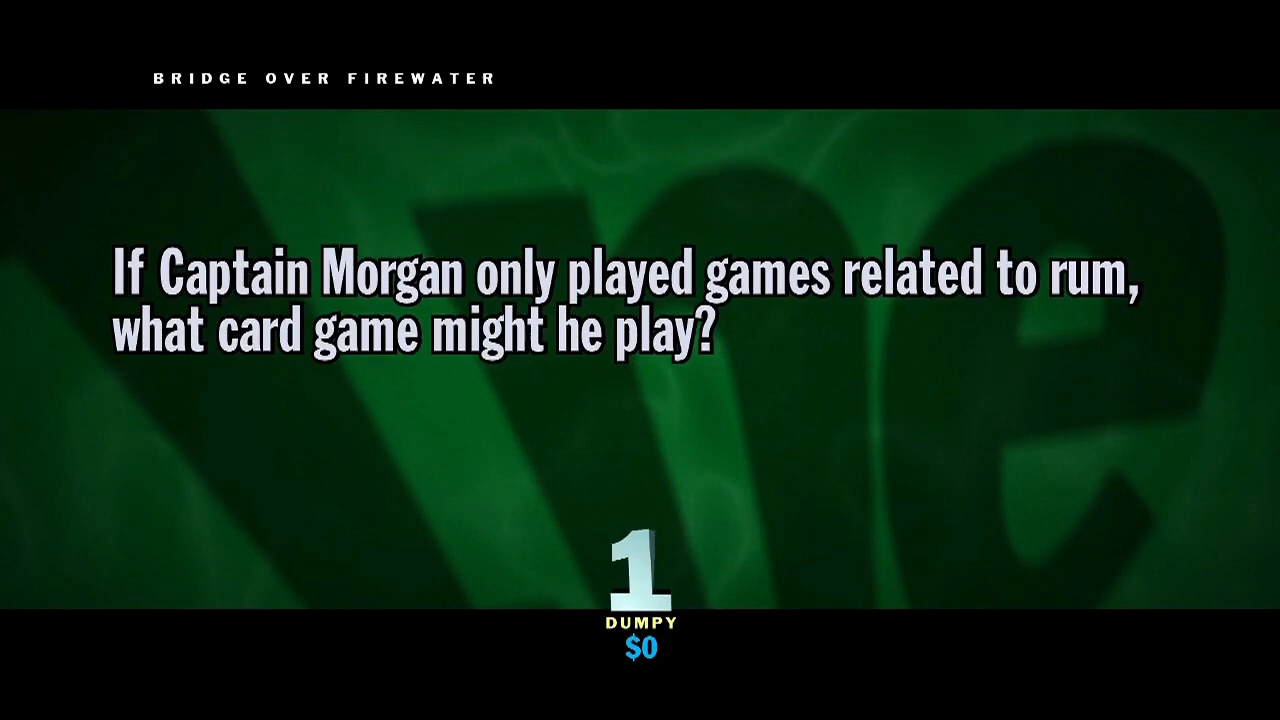 BRIDGE OVER FIREWATER
If Captain Morgan only played games related to rum,
what card game might he play?
1
DUMPY
$0